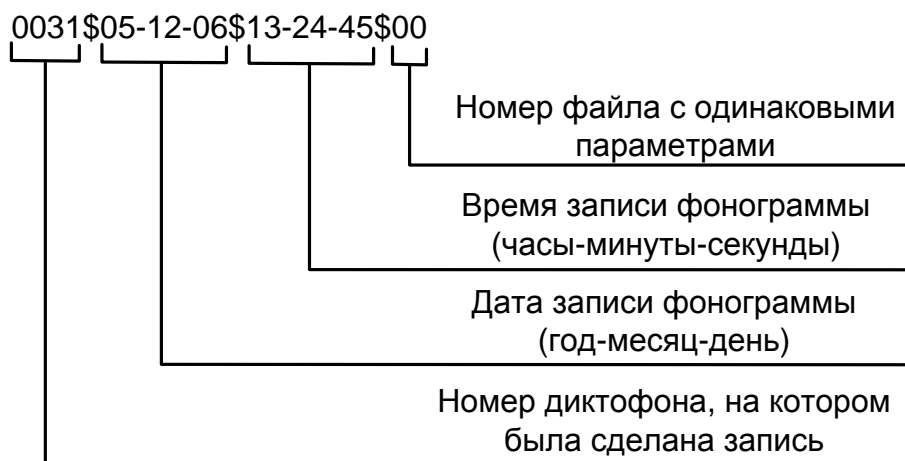 0031$05-12-06$13-24-45$00
Номер файла с одинаковыми
параметрами
Время записи фонограммы
(часы-минуты-секунды)
Дата записи фонограммы
(год-месяц-день)
Номер диктофона, на котором
была сделана запись